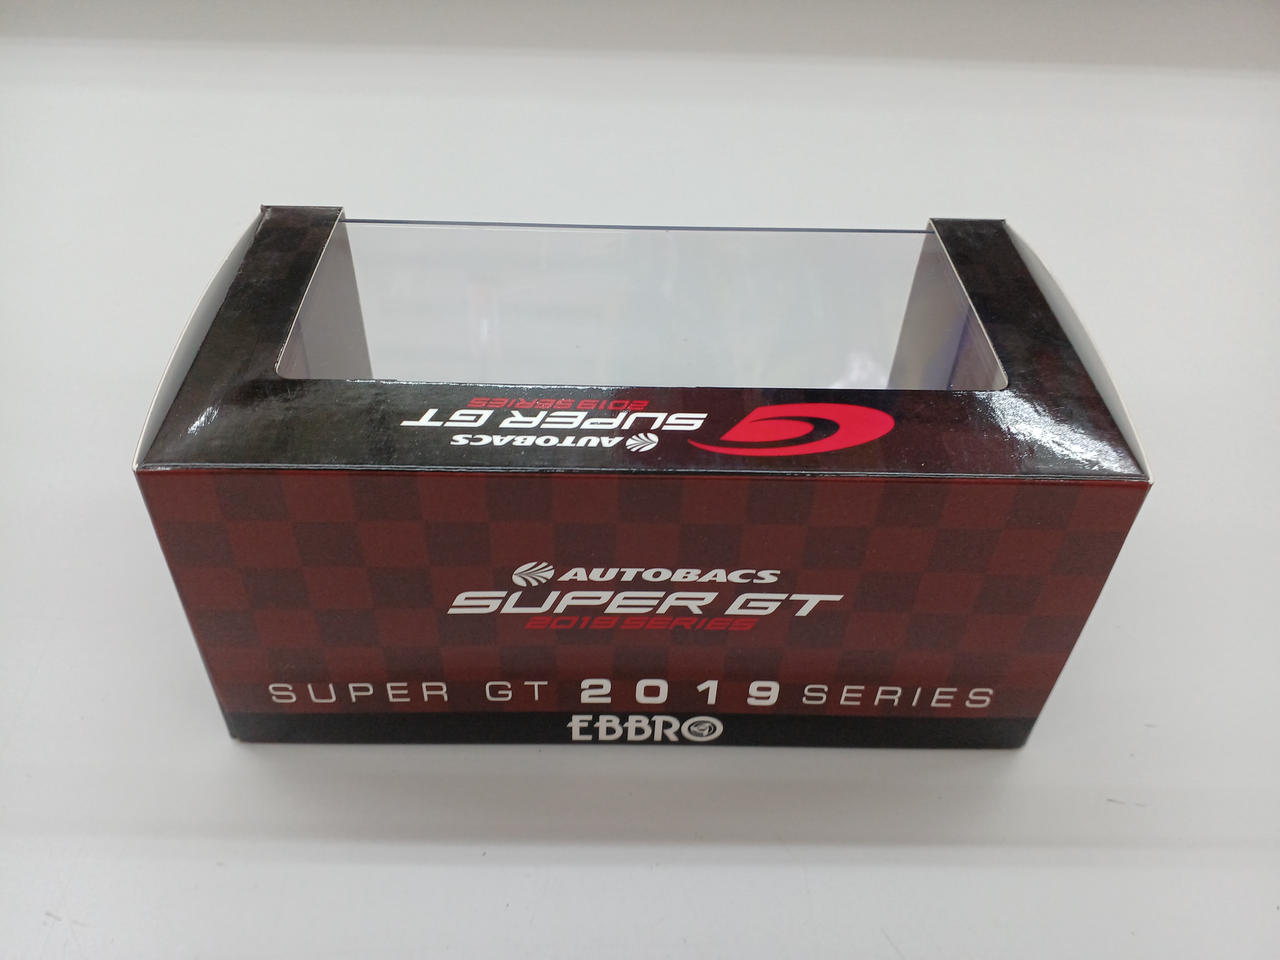 AUTOBACS
SUPER GT
2019 SERIES
AUTOBACS
SUPER GT
2019 SERIES
SUPER GT 2019 SERIES
EBBRO